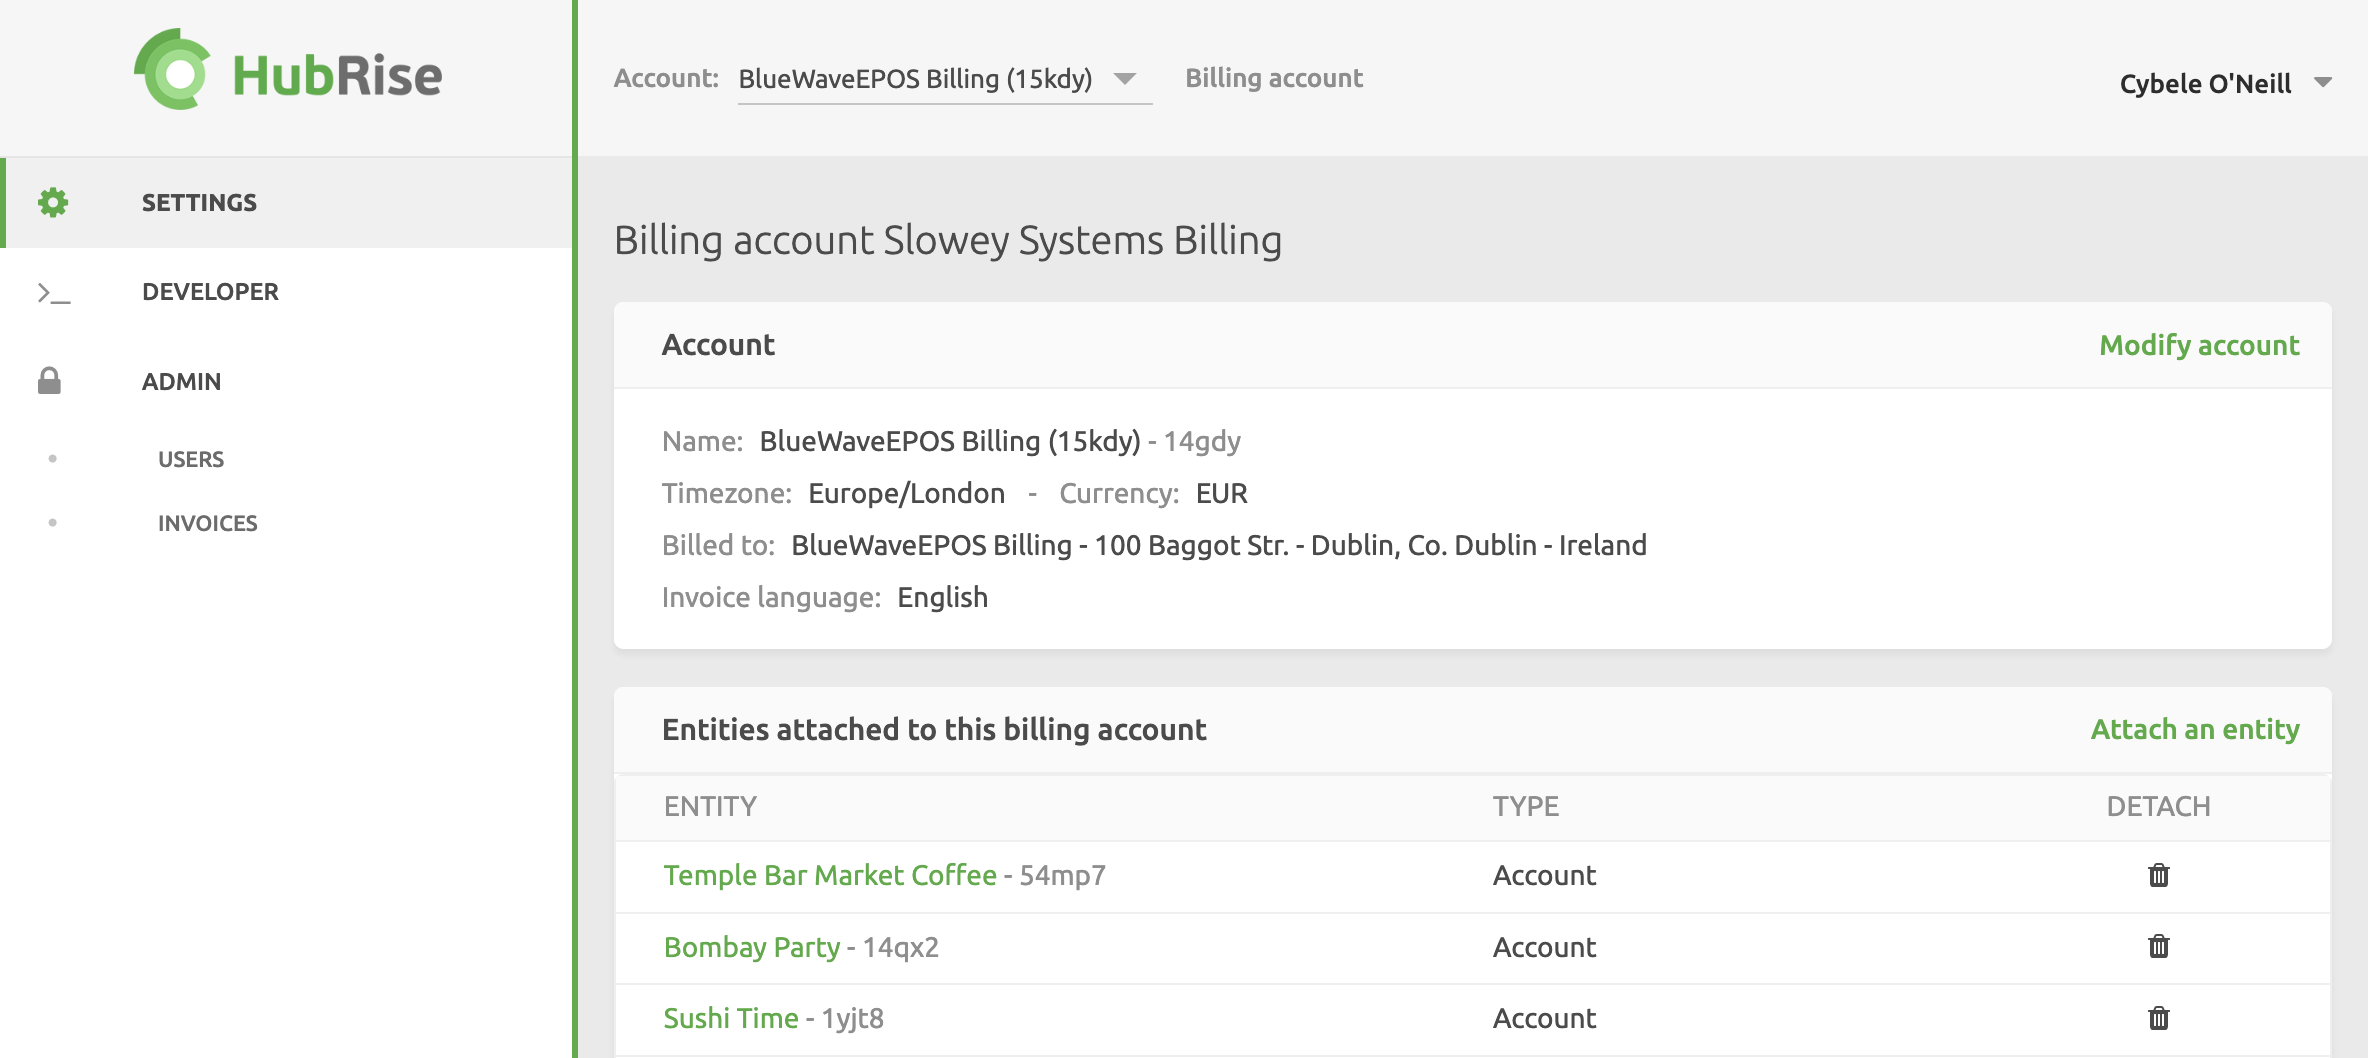 HubRise
Account: BlueWaveEPOS Billing (15kdy) Billing account
Cybele O'Neill
SETTINGS
DEVELOPER
ADMIN
USERS
INVOICES
Billing account Slowey Systems Billing
Account Modify account
Name: BlueWaveEPOS Billing (15kdy) - 14gdy
Timezone: Europe/London - Currency: EUR
Billed to: BlueWaveEPOS Billing - 100 Baggot Str. - Dublin, Co. Dublin - Ireland
Invoice language: English
Entities attached to this billing account Attach an entity
ENTITY TYPE DETACH
Temple Bar Market Coffee - 54mp7 Account
Bombay Party - 14qx2 Account
Sushi Time - 1yjt8 Account